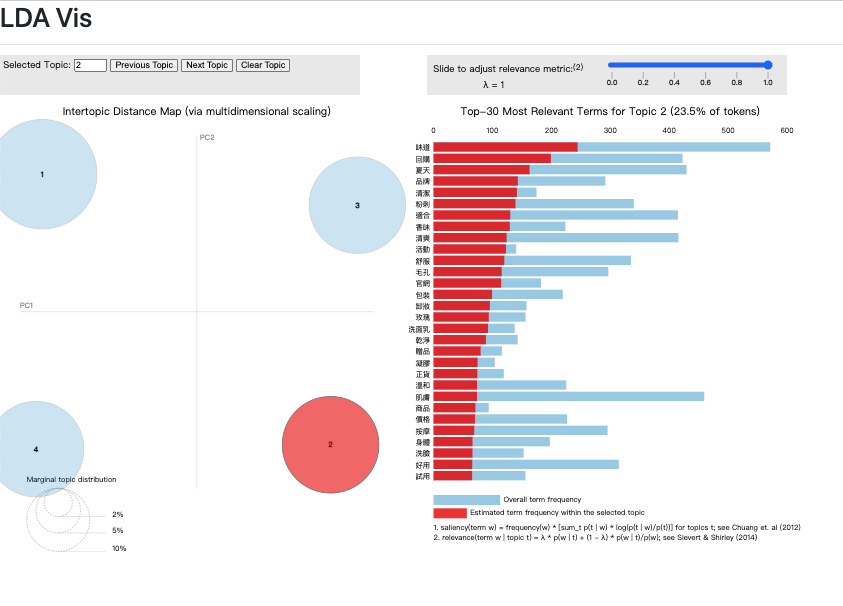 LDA Vis
Selected Topic: 2 Previous Topic Next Topic Clear Topic
Slide to adjust relevance metric:(2)
λ = 1
0.0 0.2 0.4 0.6 0.8 1.0
Intertopic Distance Map (via multidimensional scaling)
PC2
PC1
1
3
4
2
Marginal topic distribution
2%
5%
10%
Top-30 Most Relevant Terms for Topic 2 (23.5% of tokens)
0 100 200 300 400 500 600
味道
回購
夏天
品牌
清潔
粉刺
適合
香味
清爽
活動
舒服
毛孔
官網
包裝
卸妝
玫瑰
洗面乳
乾淨
贈品
凝膠
正貨
溫和
肌膚
商品
價格
按摩
身體
洗臉
好用
試用
Overall term frequency
Estimated term frequency within the selected topic
1. saliency(term w) = frequency(w) * [sum_t p(t | w) * log(p(t | w)/p(t))] for topics t; see Chuang et. al (2012)
2. relevance(term w | topic t) = λ * p(w | t) + (1 - λ) * p(w | t)/p(w); see Sievert & Shirley (2014)